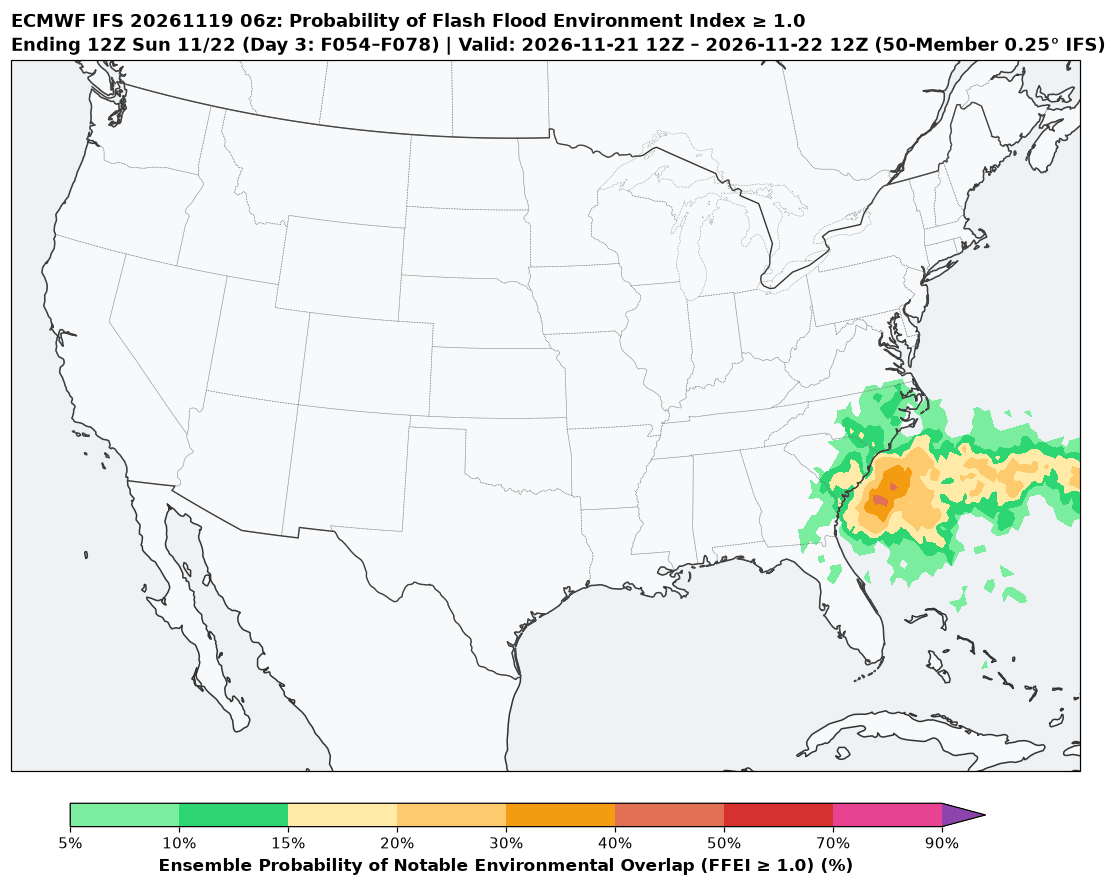 ECMWF IFS 20261119 06z: Probability of Flash Flood Environment Index ≥ 1.0
Ending 12Z Sun 11/22 (Day 3: F054–F078) | Valid: 2026-11-21 12Z – 2026-11-22 12Z (50-Member 0.25° IFS)
5% 10% 15% 20% 30% 40% 50% 70% 90%
Ensemble Probability of Notable Environmental Overlap (FFEI ≥ 1.0) (%)